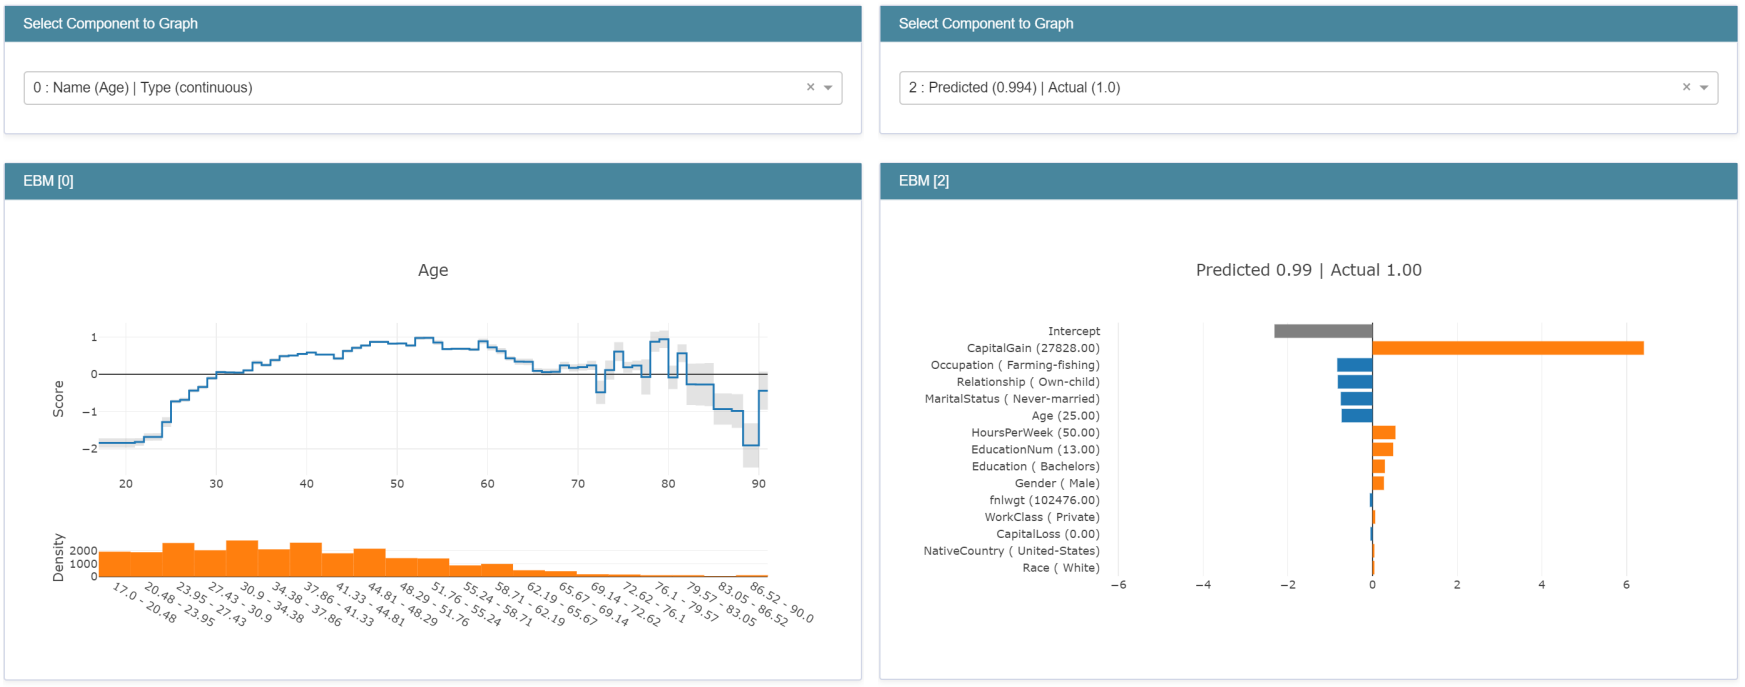 Select Component to Graph
0 : Name (Age) | Type (continuous)
× 
EBM [0]
Age
Score
1
0
−1
−2
20 30 40 50 60 70 80 90
Density
2000
1000
0
17.0 - 20.48
20.48 - 23.95
23.95 - 27.43
27.43 - 30.9
30.9 - 34.38
34.38 - 37.86
37.86 - 41.33
41.33 - 44.81
44.81 - 48.29
48.29 - 51.76
51.76 - 55.24
55.24 - 58.71
58.71 - 62.19
62.19 - 65.67
65.67 - 69.14
69.14 - 72.62
72.62 - 76.1
76.1 - 79.57
79.57 - 83.05
83.05 - 86.52
86.52 - 90.0
Select Component to Graph
2 : Predicted (0.994) | Actual (1.0)
×
EBM [2]
Predicted 0.99 | Actual 1.00
Intercept
CapitalGain (27828.00)
Occupation ( Farming-fishing)
Relationship ( Own-child)
MaritalStatus ( Never-married)
Age (25.00)
HoursPerWeek (50.00)
EducationNum (13.00)
Education ( Bachelors)
Gender ( Male)
fnlwgt (102476.00)
WorkClass ( Private)
CapitalLoss (0.00)
NativeCountry ( United-States)
Race ( White)
−6 −4 −2 0 2 4 6